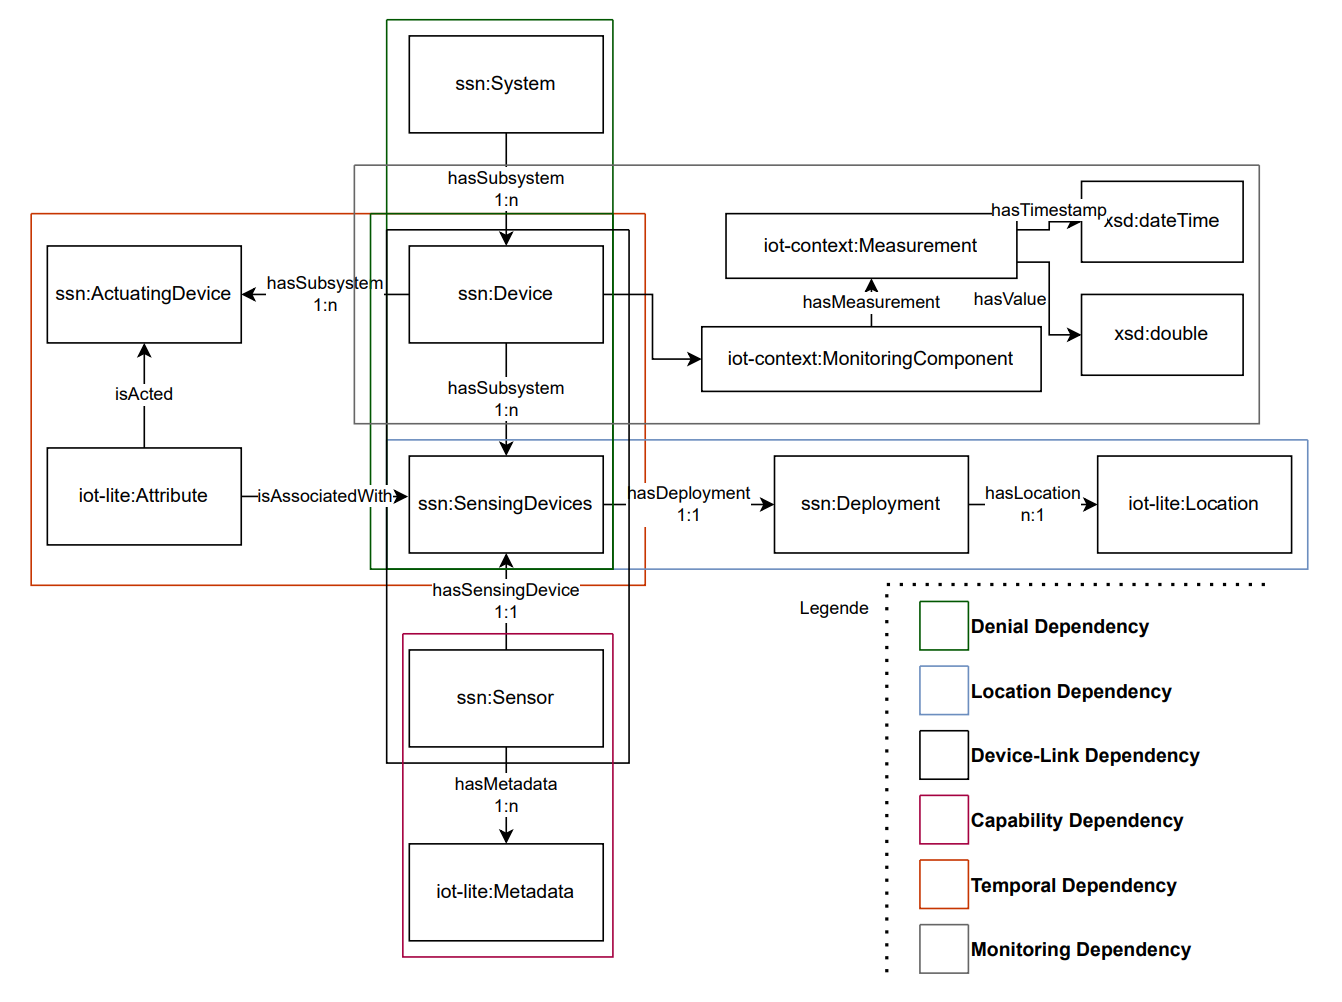 ssn:System
hasSubsystem
1:n
hasTimestamp
xsd:dateTime
iot-context:Measurement
ssn:ActuatingDevice
hasSubsystem
1:n
ssn:Device
hasMeasurement
hasValue
xsd:double
iot-context:MonitoringComponent
isActed
hasSubsystem
1:n
iot-lite:Attribute
isAssociatedWith
ssn:SensingDevices
hasDeployment
1:1
ssn:Deployment
hasLocation
n:1
iot-lite:Location
hasSensingDevice
1:1
ssn:Sensor
hasMetadata
1:n
iot-lite:Metadata
Legende
Denial Dependency
Location Dependency
Device-Link Dependency
Capability Dependency
Temporal Dependency
Monitoring Dependency